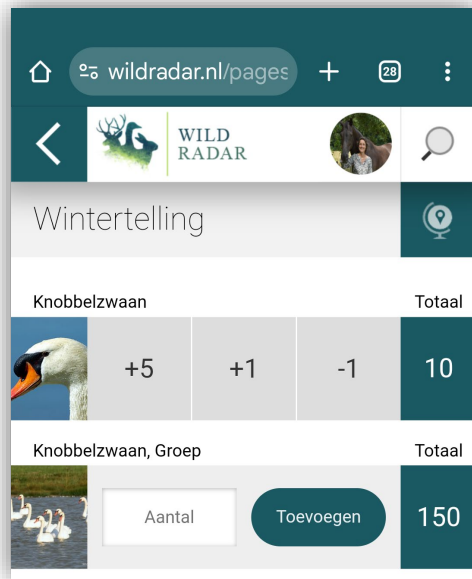 wildradar.nl/pages
28
WILD
RADAR
Wintertelling
Knobbelzwaan Totaal
+5 +1 -1 10
Knobbelzwaan, Groep Totaal
Aantal Toevoegen 150